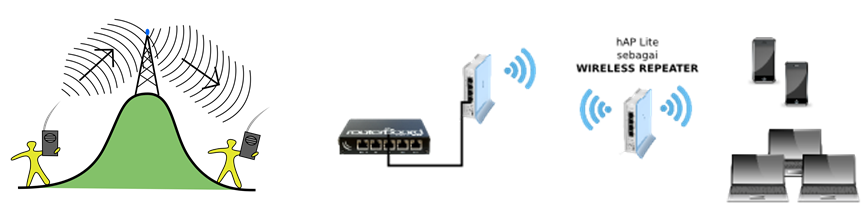 hAP Lite
sebagai
WIRELESS REPEATER